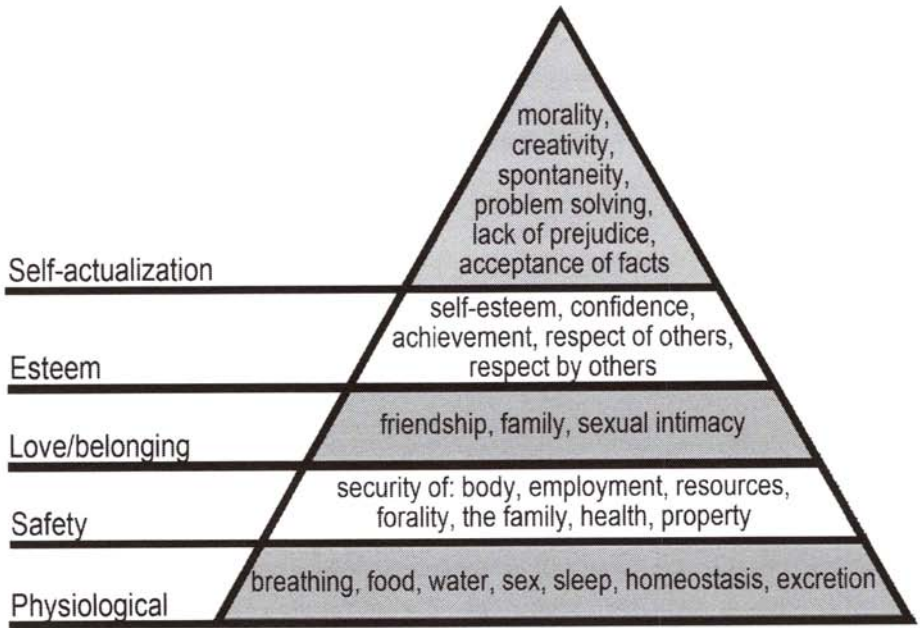 morality,
creativity,
spontaneity,
problem solving,
lack of prejudice,
acceptance of facts
Self-actualization
self-esteem, confidence,
achievement, respect of others,
respect by others
Esteem
friendship, family, sexual intimacy
Love/belonging
security of: body, employment, resources,
forality, the family, health, property
Safety
breathing, food, water, sex, sleep, homeostasis, excretion
Physiological